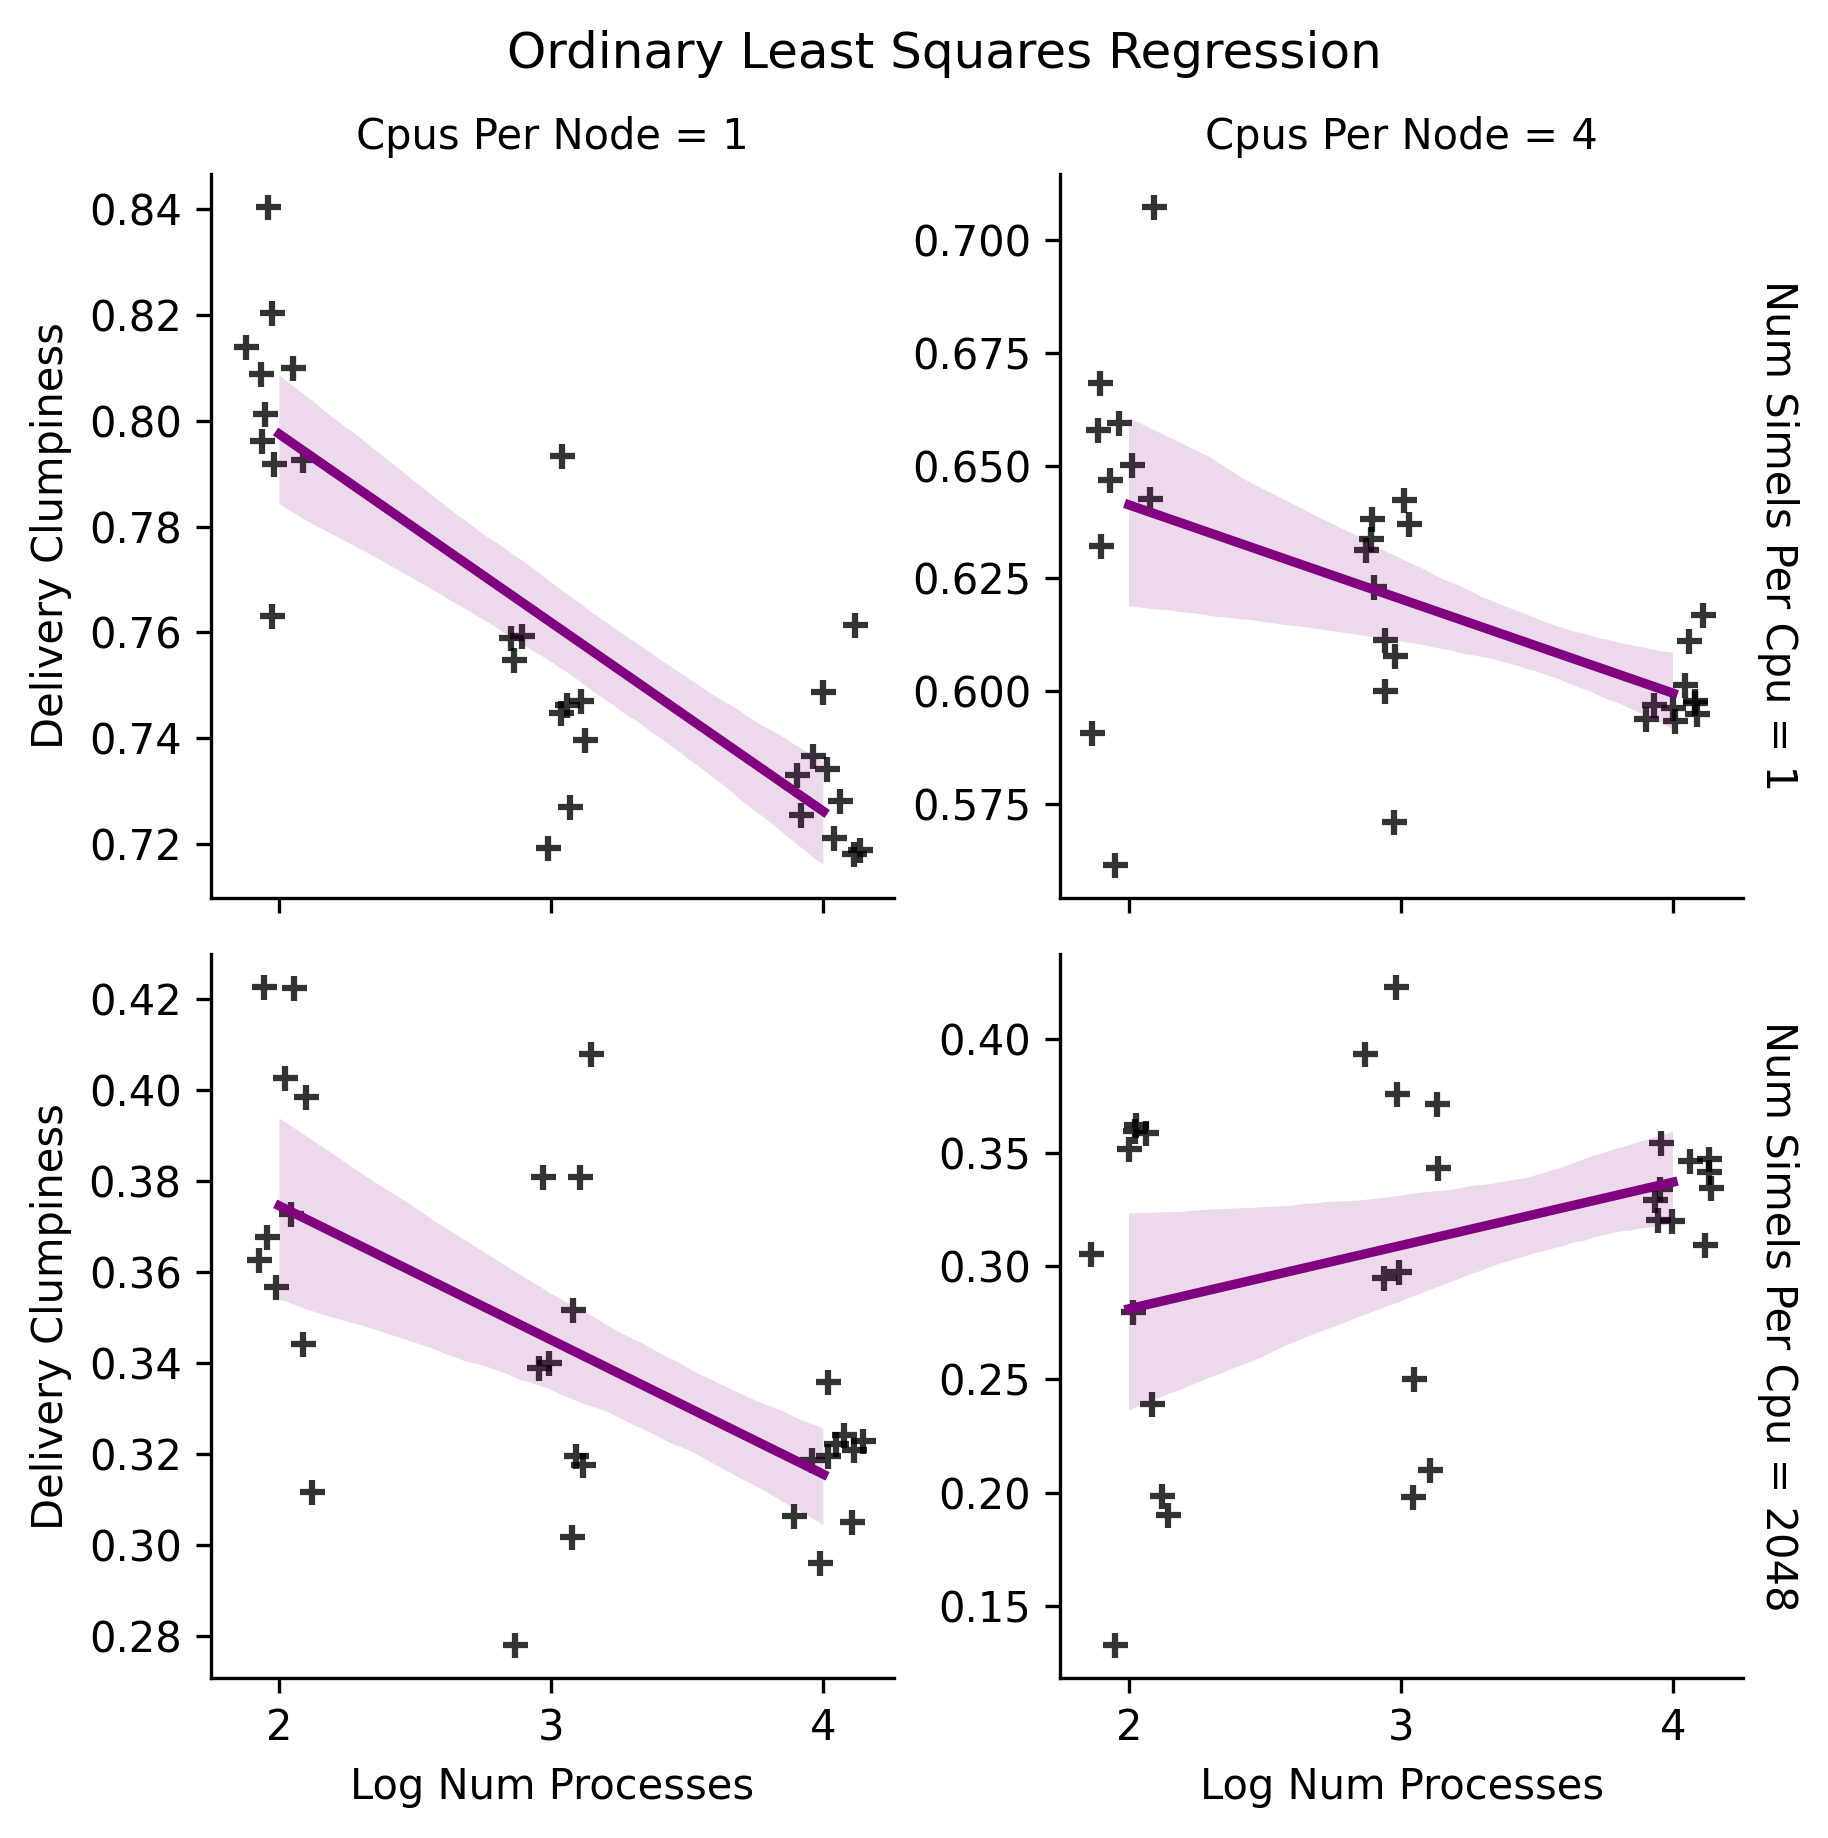 Ordinary Least Squares Regression
Cpus Per Node = 1
Cpus Per Node = 4
Delivery Clumpiness
0.84
0.82
0.80
0.78
0.76
0.74
0.72
0.700
0.675
0.650
0.625
0.600
0.575
Num Simels Per Cpu = 1
Delivery Clumpiness
0.42
0.40
0.38
0.36
0.34
0.32
0.30
0.28
0.40
0.35
0.30
0.25
0.20
0.15
Num Simels Per Cpu = 2048
2 3 4
2 3 4
Log Num Processes
Log Num Processes